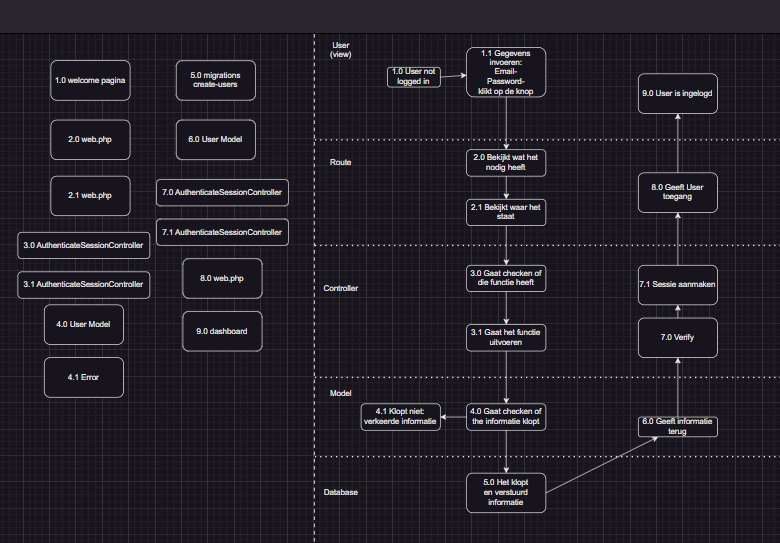 1.0 welcome pagina
5.0 migrations
create-users
2.0 web.php
6.0 User Model
2.1 web.php
7.0 AuthenticateSessionController
3.0 AuthenticateSessionController
7.1 AuthenticateSessionController
3.1 AuthenticateSessionController
8.0 web.php
4.0 User Model
9.0 dashboard
4.1 Error
User
(view)
1.0 User not
logged in
1.1 Gegevens
invoeren:
Email-
Password-
klikt op de knop
9.0 User is ingelogd
Route
2.0 Bekijkt wat het
nodig heeft
2.1 Bekijkt waar het
staat
8.0 Geeft User
toegang
Controller
3.0 Gaat checken of
die functie heeft
3.1 Gaat het functie
uitvoeren
7.1 Sessie aanmaken
7.0 Verify
Model
4.1 Klopt niet:
verkeerde informatie
4.0 Gaat checken of
the informatie klopt
6.0 Geeft informatie
terug
Database
5.0 Het klopt
en verstuurd
informatie